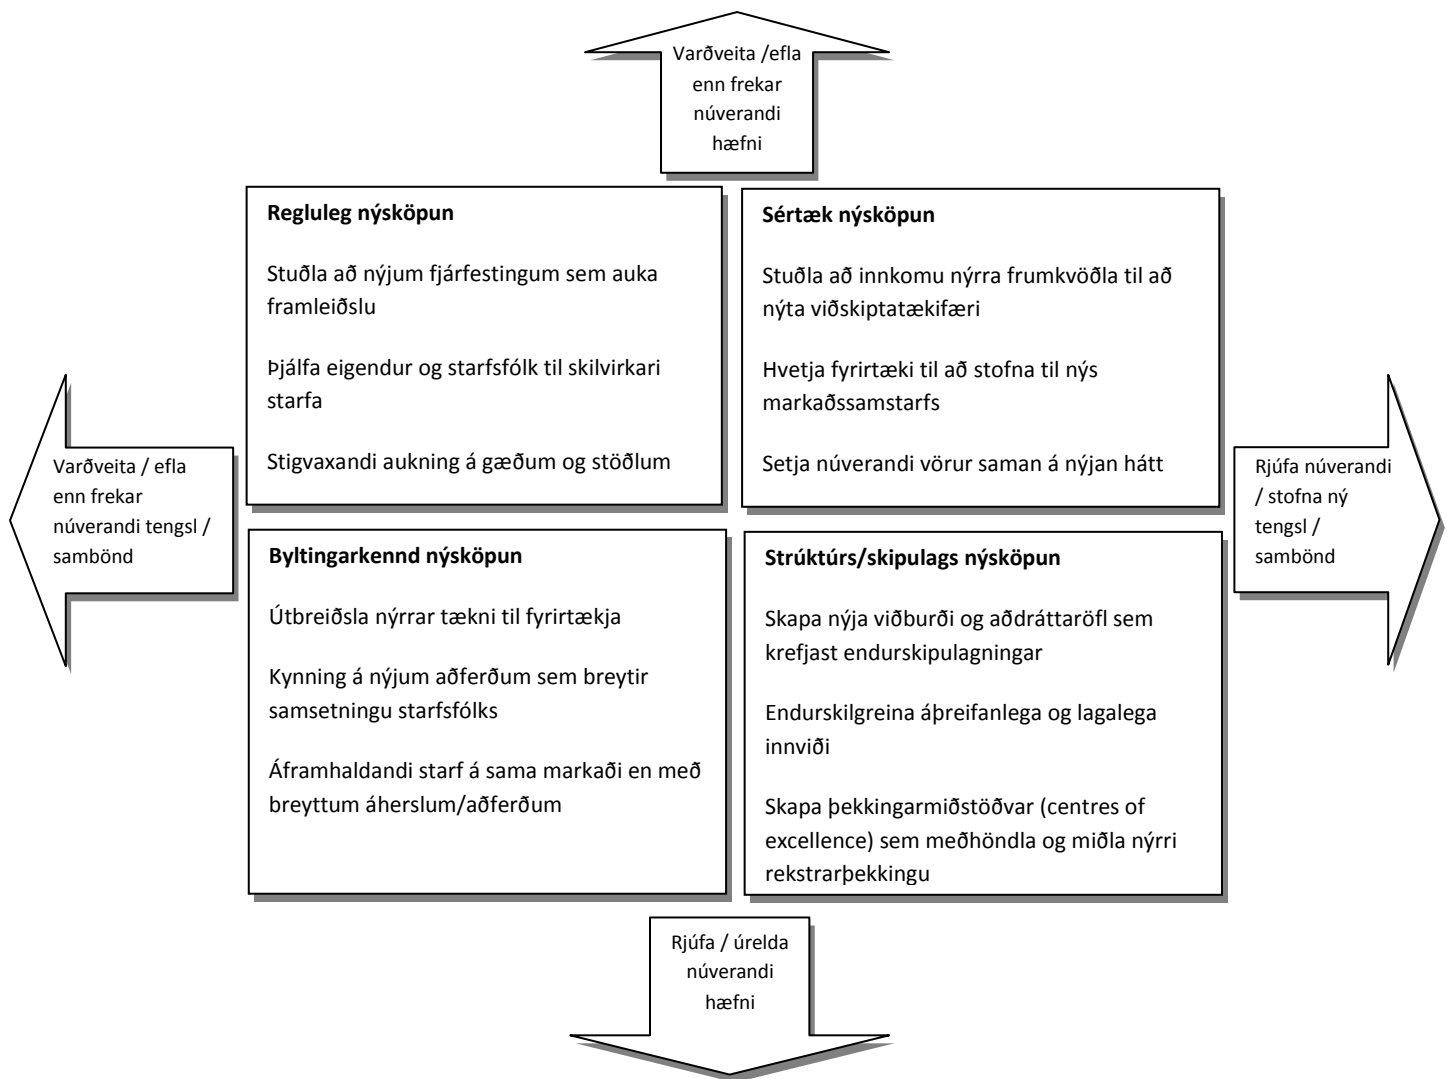 Varðveita /efla
enn frekar
núverandi
hæfni
Regluleg nýsköpun
Stuðla að nýjum fjárfestingum sem auka
framleiðslu
Þjálfa eigendur og starfsfólk til skilvirkari
starfa
Stigvaxandi aukning á gæðum og stöðlum
Sértæk nýsköpun
Stuðla að innkomu nýrra frumkvöðla til að
nýta viðskiptatækifæri
Hvetja fyrirtæki til að stofna til nýs
markaðssamstarfs
Setja núverandi vörur saman á nýjan hátt
Varðveita / efla
enn frekar
núverandi tengsl /
sambönd
Rjúfa núverandi
/ stofna ný
tengsl /
sambönd
Byltingarkennd nýsköpun
Útbreiðsla nýrrar tækni til fyrirtækja
Kynning á nýjum aðferðum sem breytir
samsetningu starfsfólks
Áframhaldandi starf á sama markaði en með
breyttum áherslum/aðferðum
Strúktúrs/skipulags nýsköpun
Skapa nýja viðburði og aðdráttaröfl sem
krefjast endurskipulagningar
Endurskilgreina áþreifanlega og lagalega
innviði
Skapa þekkingarmiðstöðvar (centres of
excellence) sem meðhöndla og miðla nýrri
rekstrarþekkingu
Rjúfa / úrelda
núverandi
hæfni